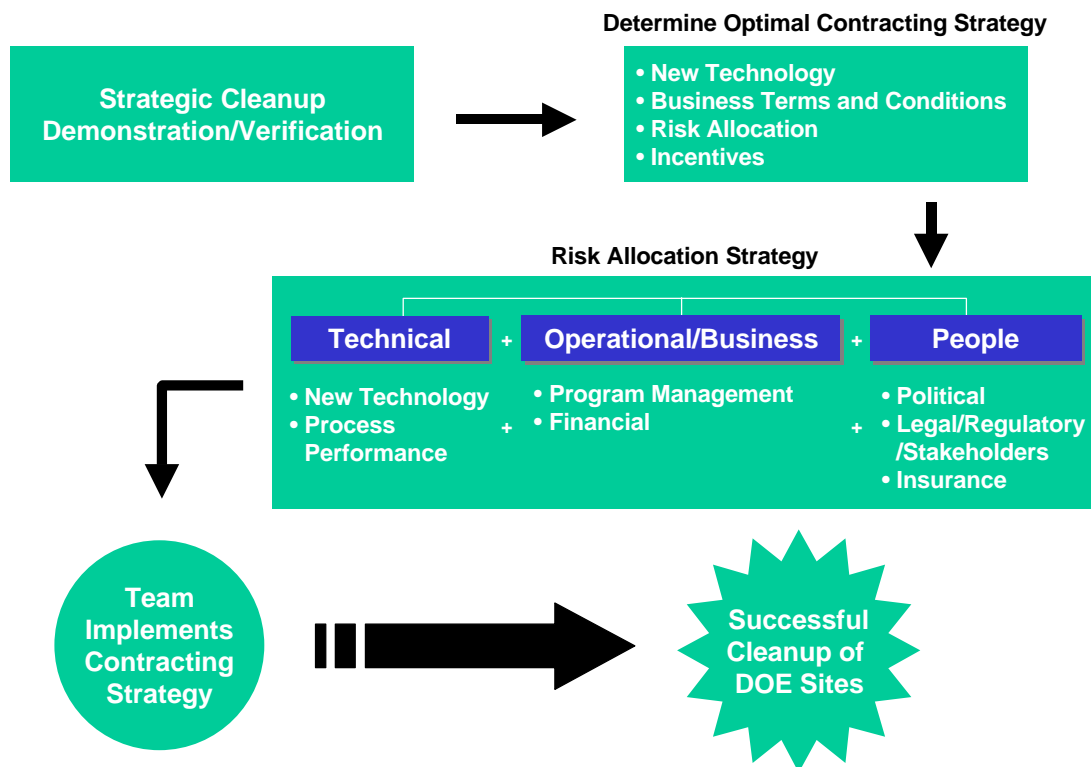 Determine Optimal Contracting Strategy
Strategic Cleanup
Demonstration/Verification
• New Technology
• Business Terms and Conditions
• Risk Allocation
• Incentives
Risk Allocation Strategy
Technical + Operational/Business + People
• New Technology
• Process
Performance
+
• Program Management
• Financial
+
• Political
• Legal/Regulatory
/Stakeholders
• Insurance
Team
Implements
Contracting
Strategy
Successful
Cleanup of
DOE Sites